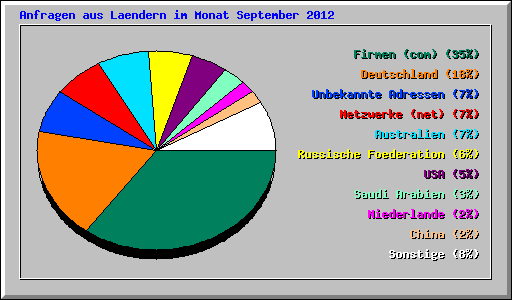 Anfragen aus Laendern im Monat September 2012
Firmen (com) (35%)
Deutschland (18%)
Unbekannte Adressen (7%)
Netzwerke (net) (7%)
Australien (7%)
Russische Foederation (6%)
USA (5%)
Saudi Arabien (3%)
Niederlande (2%)
China (2%)
Sonstige (8%)